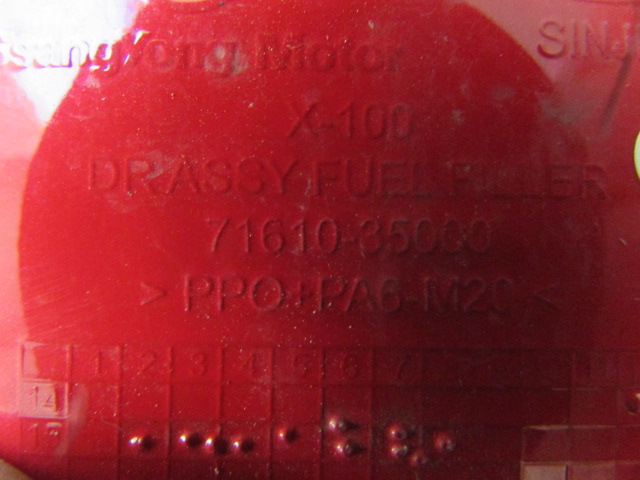 SsangYong Motor
X-100
DR ASSY FUEL FILLER
71610-35000
> PPO+PA6-M20 <
1 2 3 4 5 6 7
14
15